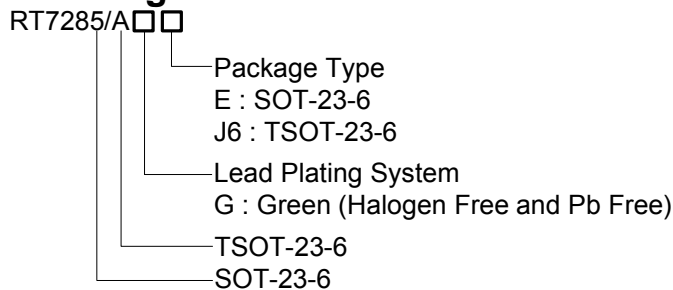 RT7285/A
Package Type
E : SOT-23-6
J6 : TSOT-23-6
Lead Plating System
G : Green (Halogen Free and Pb Free)
TSOT-23-6
SOT-23-6